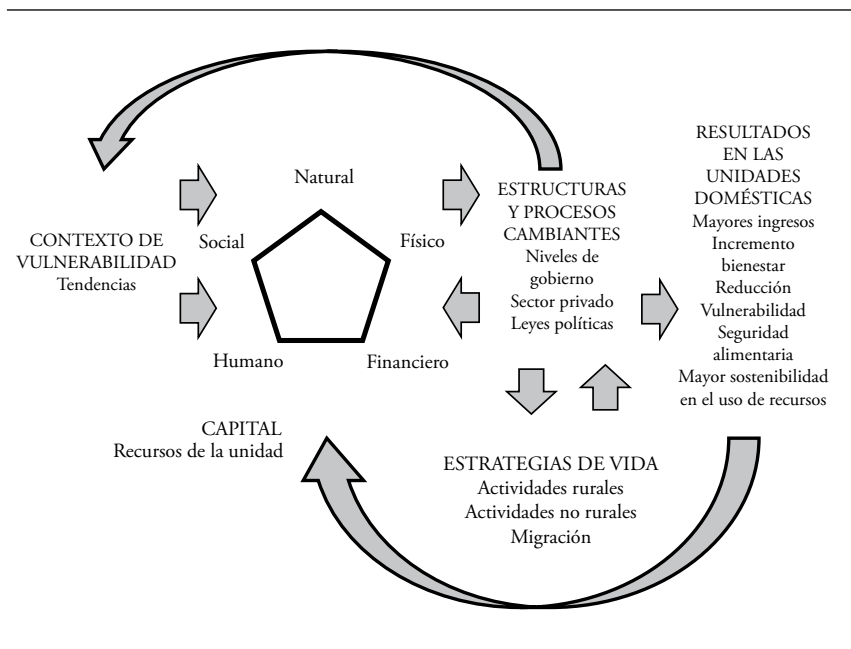 CONTEXTO DE
VULNERABILIDAD
Tendencias
Natural
Social
Físico
Humano
Financiero
CAPITAL
Recursos de la unidad
ESTRUCTURAS
Y PROCESOS
CAMBIANTES
Niveles de
gobierno
Sector privado
Leyes políticas
ESTRATEGIAS DE VIDA
Actividades rurales
Actividades no rurales
Migración
RESULTADOS
EN LAS
UNIDADES
DOMÉSTICAS
Mayores ingresos
Incremento
bienestar
Reducción
Vulnerabilidad
Seguridad
alimentaria
Mayor sostenibilidad
en el uso de recursos